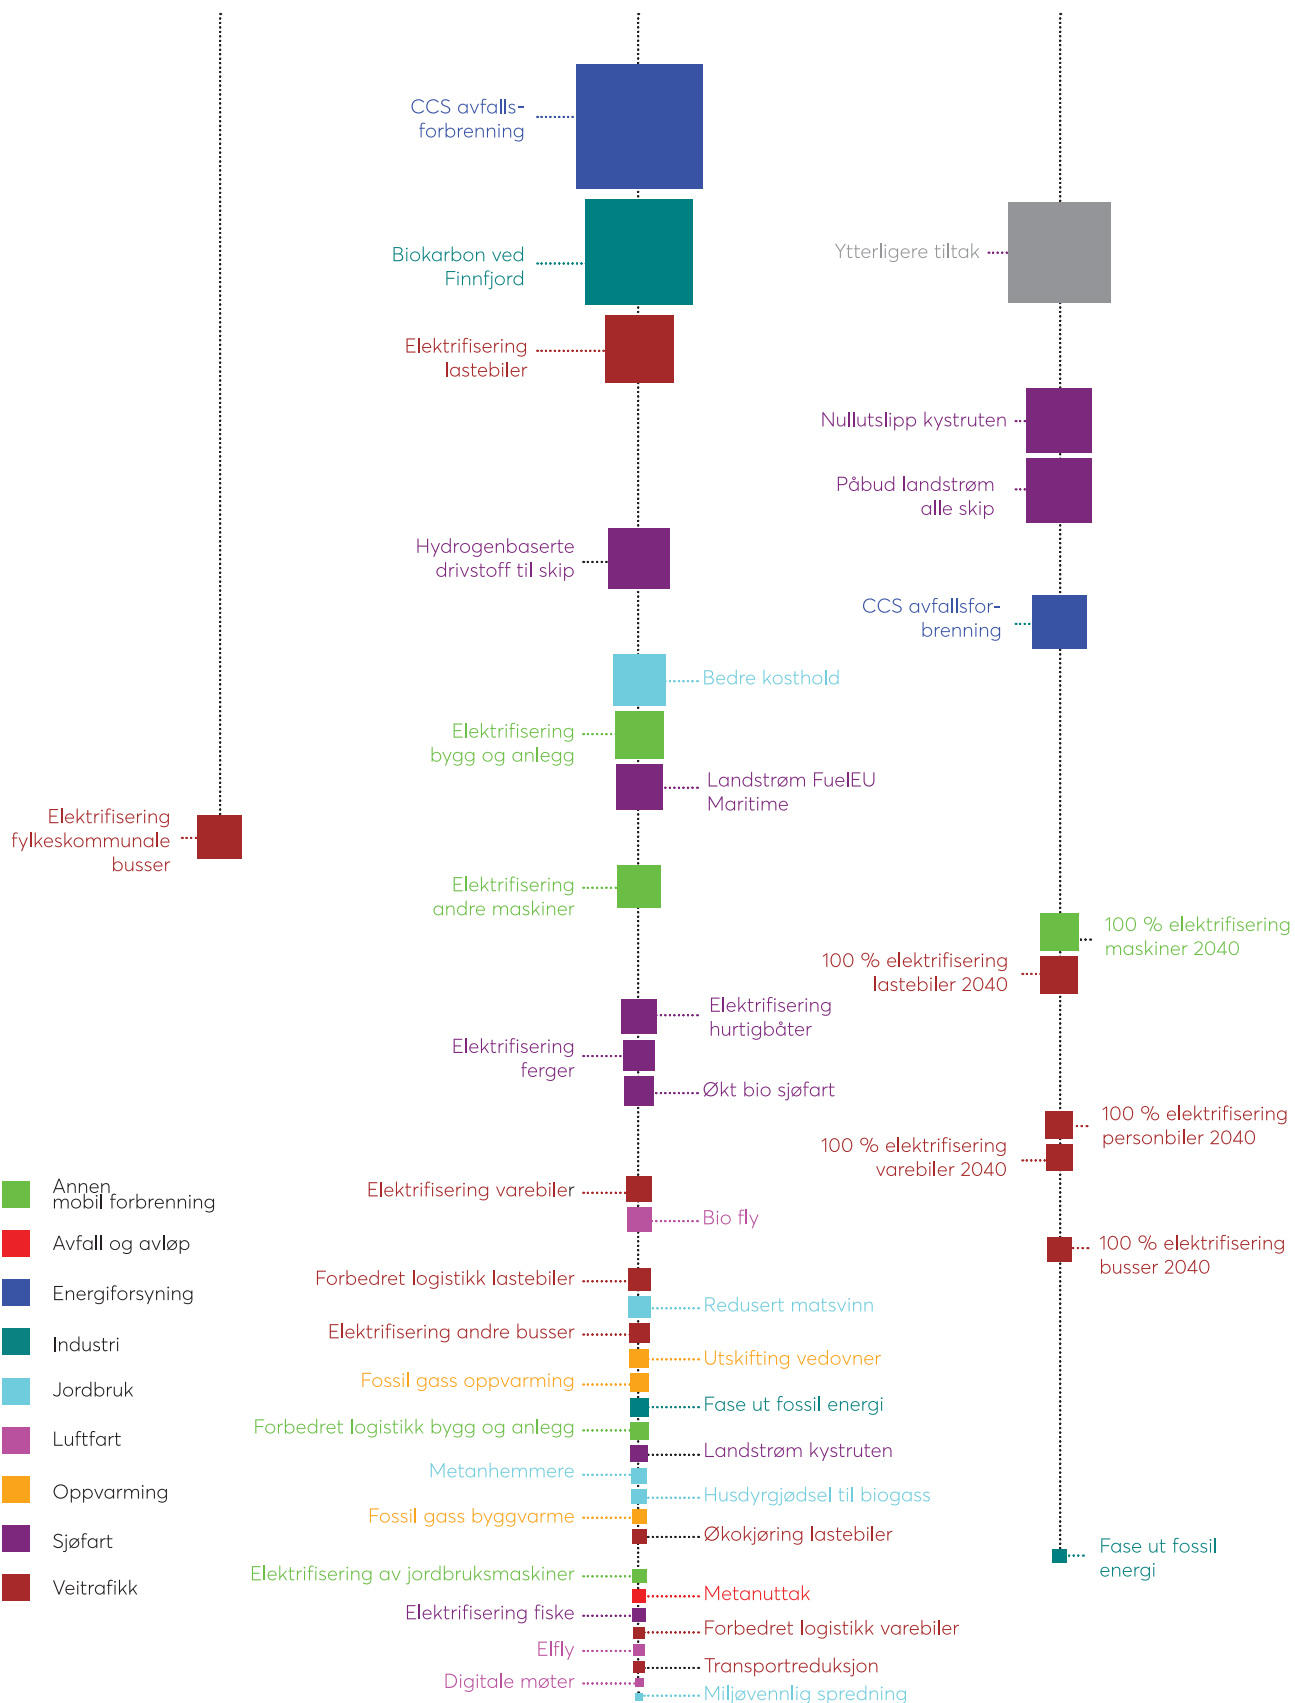 CCS avfalls-
forbrenning
Biokarbon ved
Finnfjord
Ytterligere tiltak
Elektrifisering
lastebiler
Nullutslipp kystruten
Påbud landstrøm
alle skip
Hydrogenbaserte
drivstoff til skip
CCS avfallsfor-
brenning
Bedre kosthold
Elektrifisering
bygg og anlegg
Landstrøm FuelEU
Maritime
Elektrifisering
fylkeskommunale
busser
Elektrifisering
andre maskiner
100 % elektrifisering
maskiner 2040
100 % elektrifisering
lastebiler 2040
Elektrifisering
hurtigbåter
Elektrifisering
ferger
Økt bio sjøfart
100 % elektrifisering
personbiler 2040
100 % elektrifisering
varebiler 2040
Elektrifisering varebiler
Bio fly
100 % elektrifisering
busser 2040
Forbedret logistikk lastebiler
Redusert matsvinn
Elektrifisering andre busser
Utskifting vedovner
Fossil gass oppvarming
Fase ut fossil energi
Forbedret logistikk bygg og anlegg
Landstrøm kystruten
Metanhemmere
Husdyrgjødsel til biogass
Fossil gass byggvarme
Økokjøring lastebiler
Fase ut fossil
energi
Elektrifisering av jordbruksmaskiner
Metanuttak
Elektrifisering fiske
Forbedret logistikk varebiler
Elfly
Transportreduksjon
Digitale møter
Miljøvennlig spredning
Annen
mobil forbrenning
Avfall og avløp
Energiforsyning
Industri
Jordbruk
Luftfart
Oppvarming
Sjøfart
Veitrafikk